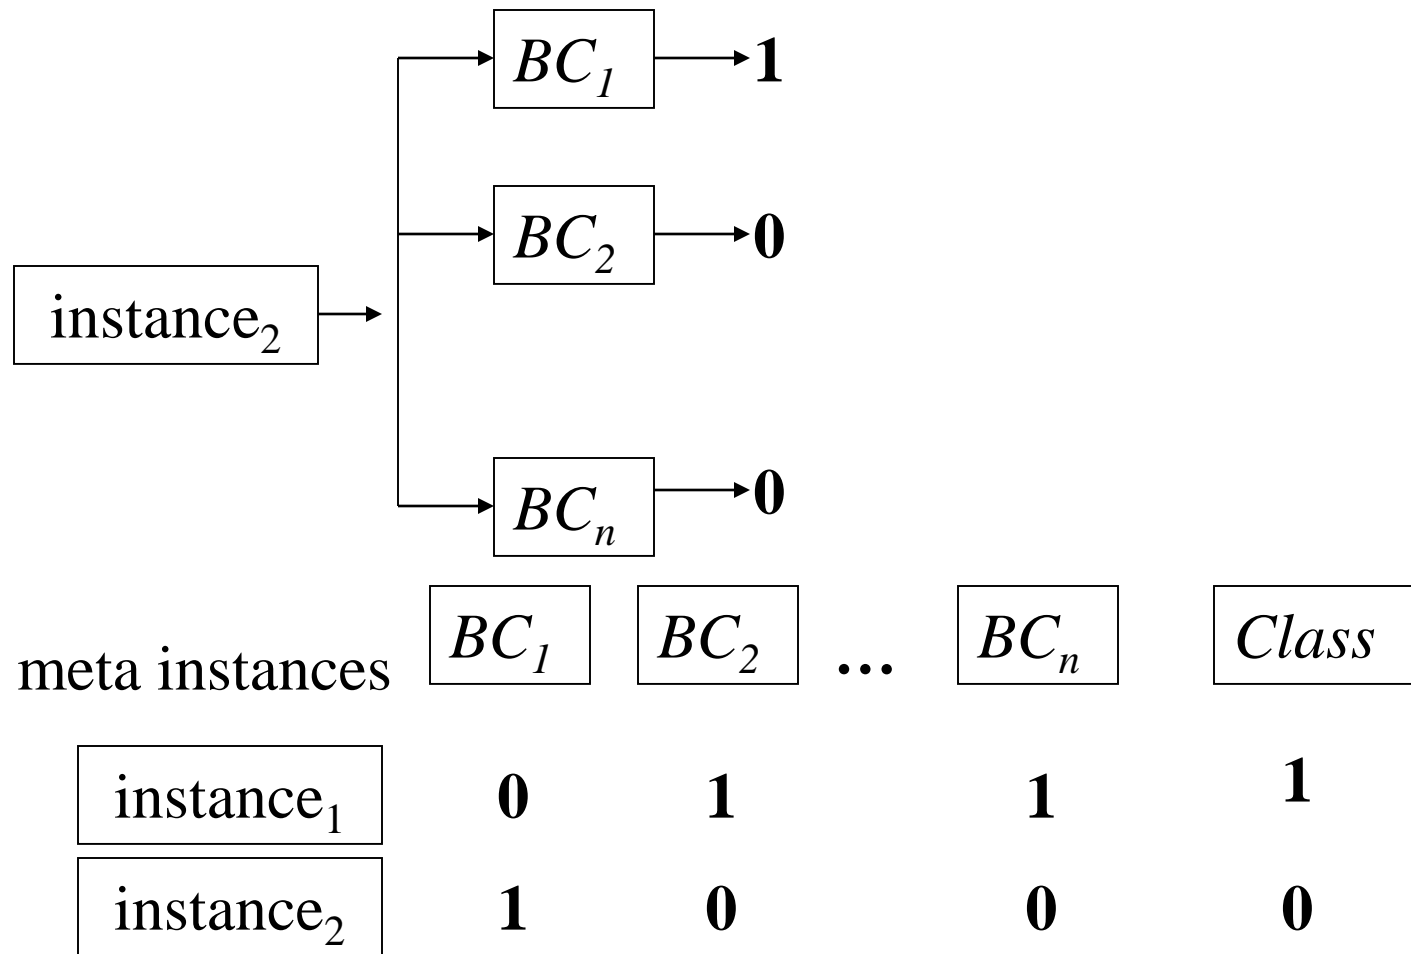 BC₁ 1
BC₂ 0
instance₂
BCₙ 0
meta instances BC₁ BC₂ ... BCₙ Class
instance₁ 0 1 1 1
instance₂ 1 0 0 0